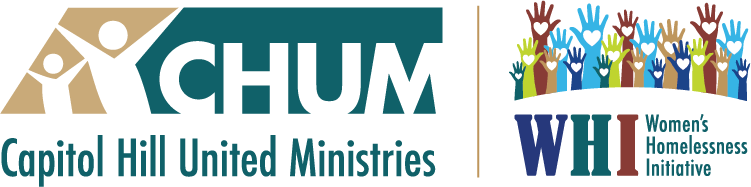 CHUM
Capitol Hill United Ministries
WHI
Women's
Homelessness
Initiative